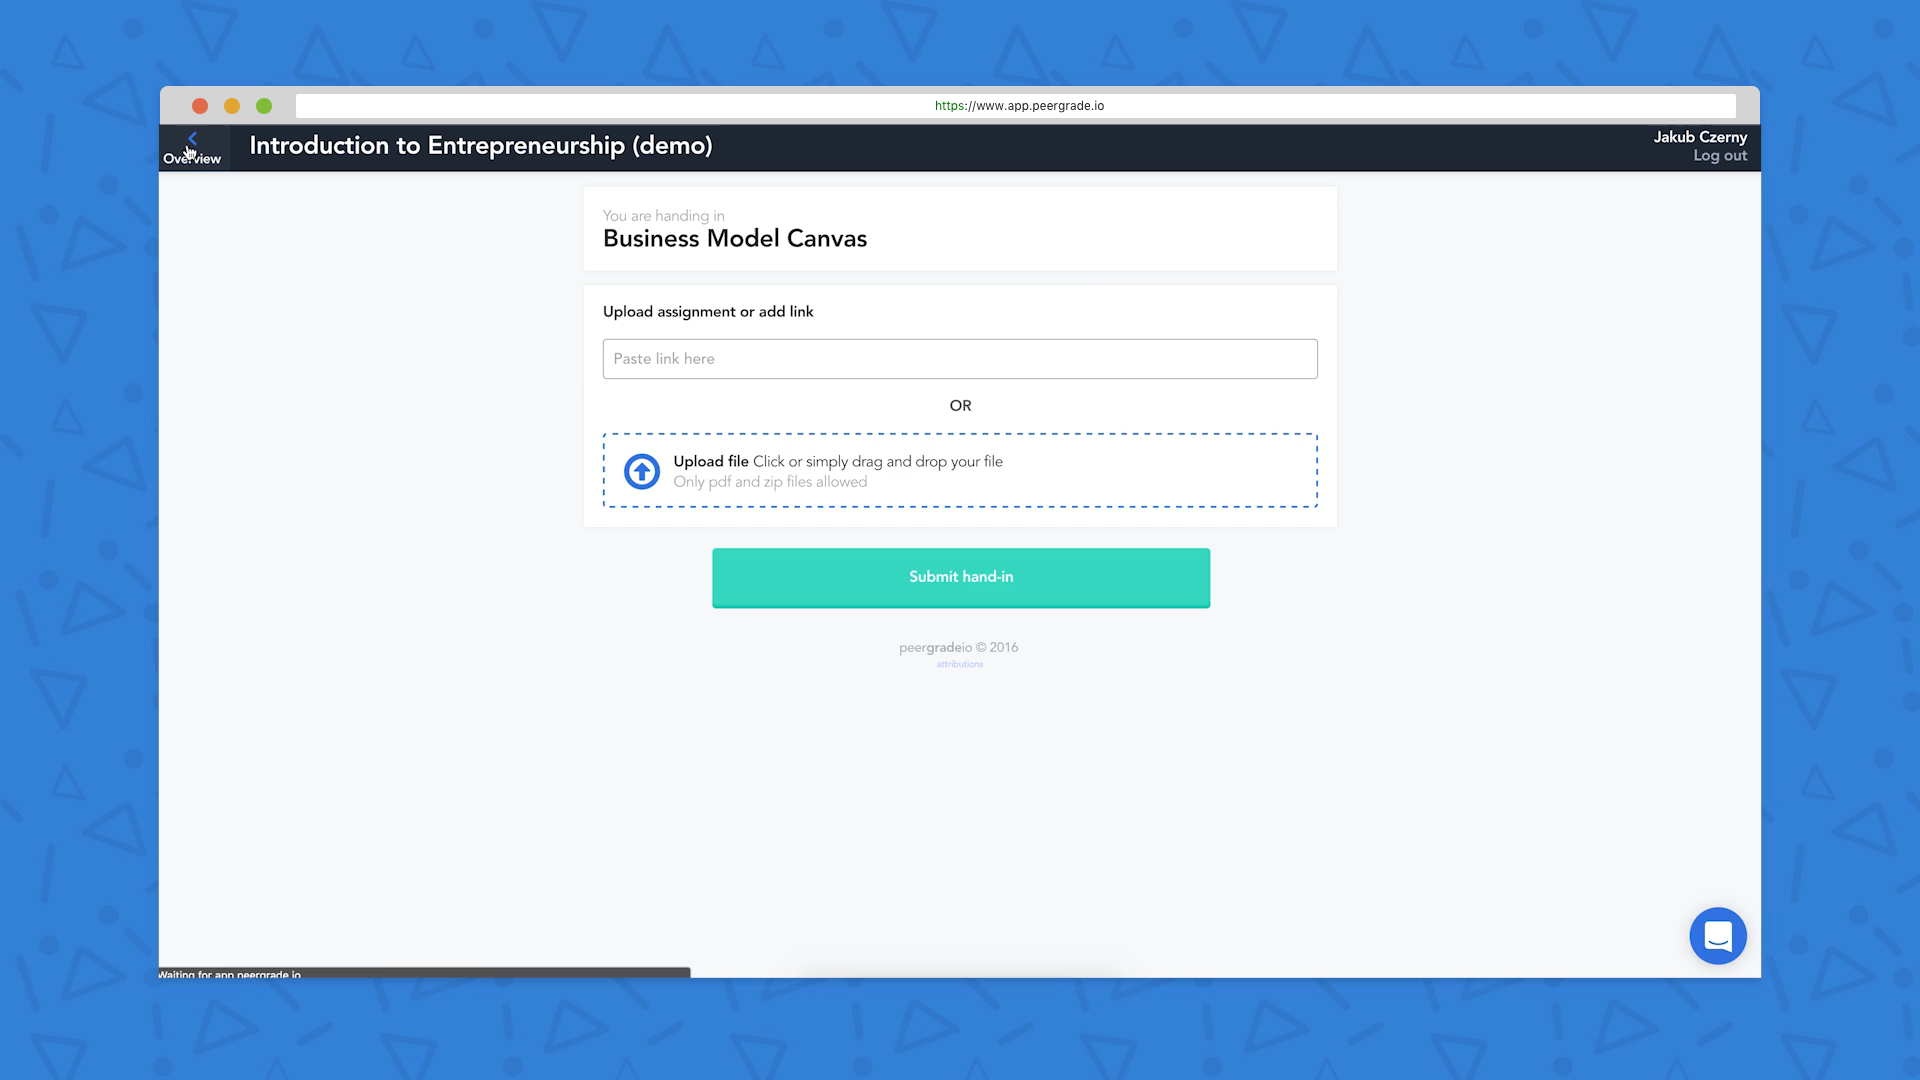 https://www.app.peergrade.io
Overview
Introduction to Entrepreneurship (demo)
Jakub Czerny
Log out
You are handing in
Business Model Canvas
Upload assignment or add link
Paste link here
OR
Upload file Click or simply drag and drop your file
Only pdf and zip files allowed
Submit hand-in
peergradeio © 2016
attributions
Waiting for app.peergrade.io